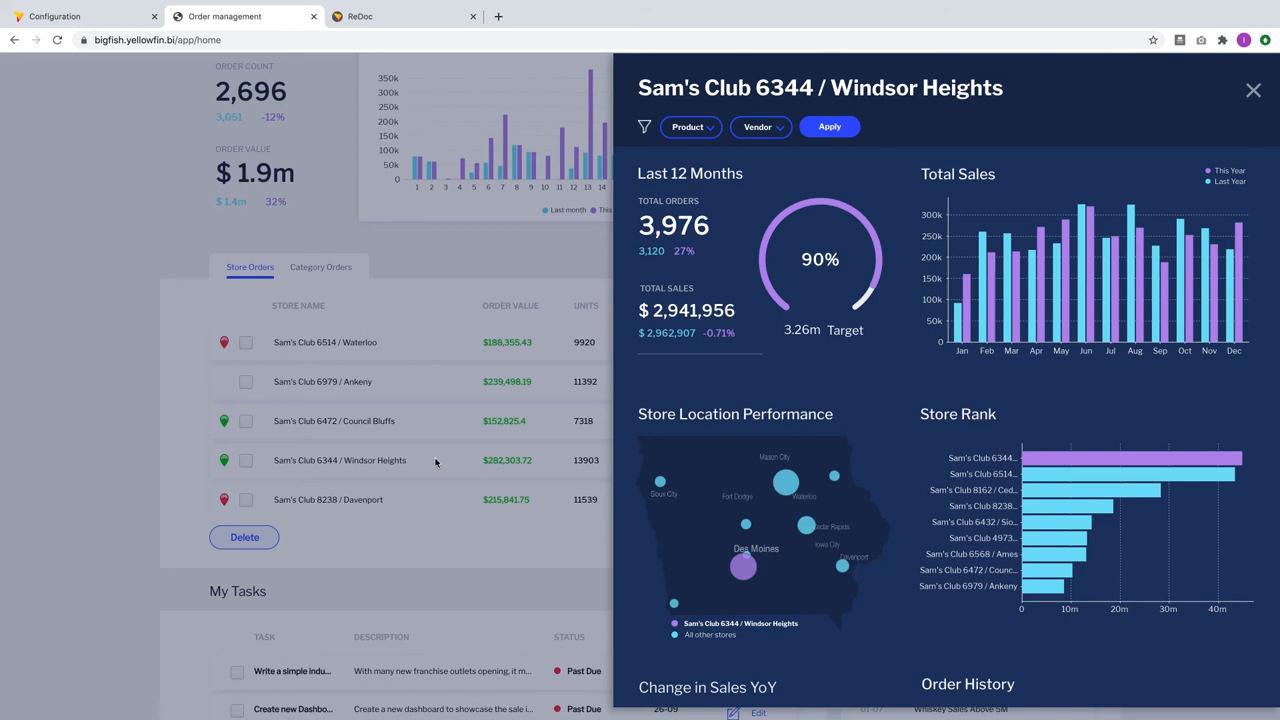 Configuration
Order management
ReDoc
bigfish.yellowfin.bi/app/home
ORDER COUNT
2,696
3,051 -12%
ORDER VALUE
$ 1.9m
$ 1.4m 32%
350k
300k
250k
200k
150k
100k
50k
0
1 2 3 4 5 6 7 8 9 10 11 12 13 14
Last month This
Store Orders Category Orders
STORE NAME ORDER VALUE UNITS
Sam's Club 6514 / Waterloo $188,355.43 9920
Sam's Club 6979 / Ankeny $239,498.19 11392
Sam's Club 6472 / Council Bluffs $152,825.4 7318
Sam's Club 6344 / Windsor Heights $282,303.72 13903
Sam's Club 8238 / Davenport $215,841.75 11539
Delete
My Tasks
TASK DESCRIPTION STATUS
Write a simple indu... With many new franchise outlets opening, it m... Past Due
Create new Dashbo... Create a new dashboard to showcase the sale i... Past Due
Sam's Club 6344 / Windsor Heights
Product Vendor Apply
Last 12 Months
TOTAL ORDERS
3,976
3,120 27%
TOTAL SALES
$ 2,941,956
$ 2,962,907 -0.71%
90%
3.26m Target
Total Sales
This Year
Last Year
300k
250k
200k
150k
100k
50k
0
Jan Feb Mar Apr May Jun Jul Aug Sep Oct Nov Dec
Store Location Performance
Mason City
Sioux City
Fort Dodge
Waterloo
Cedar Rapids
Des Moines
Iowa City
Davenport
Sam's Club 6344 / Windsor Heights
All other stores
Store Rank
Sam's Club 6344...
Sam's Club 6514...
Sam's Club 8162 / Ced...
Sam's Club 8238...
Sam's Club 6432 / Sio...
Sam's Club 4973...
Sam's Club 6568 / Ames
Sam's Club 6472 / Counc...
Sam's Club 6979 / Ankeny
0 10m 20m 30m 40m
Change in Sales YoY
Order History
26-09 Edit 01-07 Whiskey Sales Above 5M